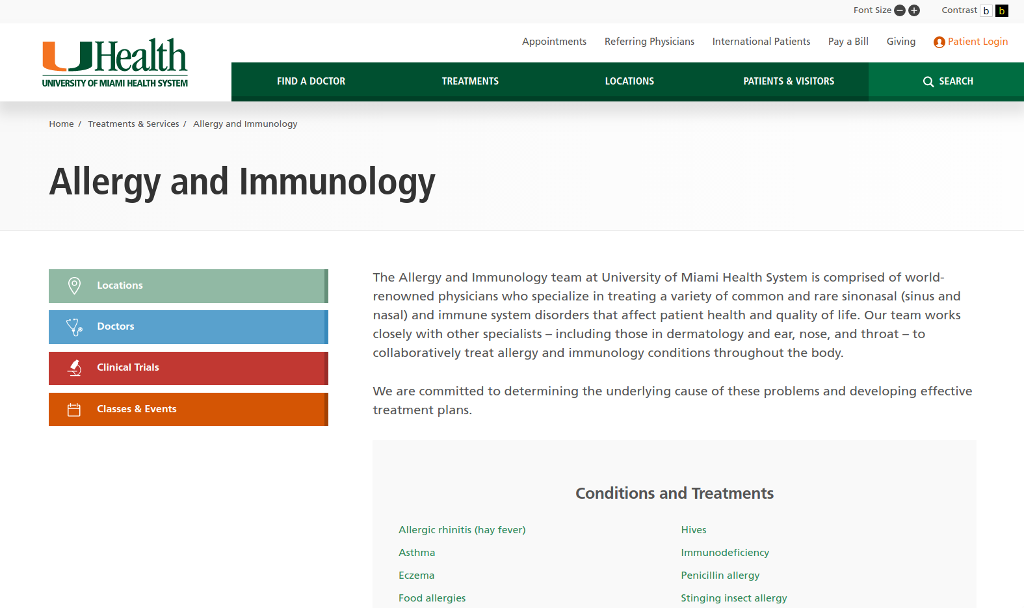 Font Size
Contrast b b
Appointments Referring Physicians International Patients Pay a Bill Giving Patient Login
UHealth
UNIVERSITY OF MIAMI HEALTH SYSTEM
FIND A DOCTOR TREATMENTS LOCATIONS PATIENTS & VISITORS SEARCH
Home / Treatments & Services / Allergy and Immunology
Allergy and Immunology
Locations
Doctors
Clinical Trials
Classes & Events
The Allergy and Immunology team at University of Miami Health System is comprised of world-
renowned physicians who specialize in treating a variety of common and rare sinonasal (sinus and
nasal) and immune system disorders that affect patient health and quality of life. Our team works
closely with other specialists – including those in dermatology and ear, nose, and throat – to
collaboratively treat allergy and immunology conditions throughout the body.
We are committed to determining the underlying cause of these problems and developing effective
treatment plans.
Conditions and Treatments
Allergic rhinitis (hay fever)
Asthma
Eczema
Food allergies
Hives
Immunodeficiency
Penicillin allergy
Stinging insect allergy